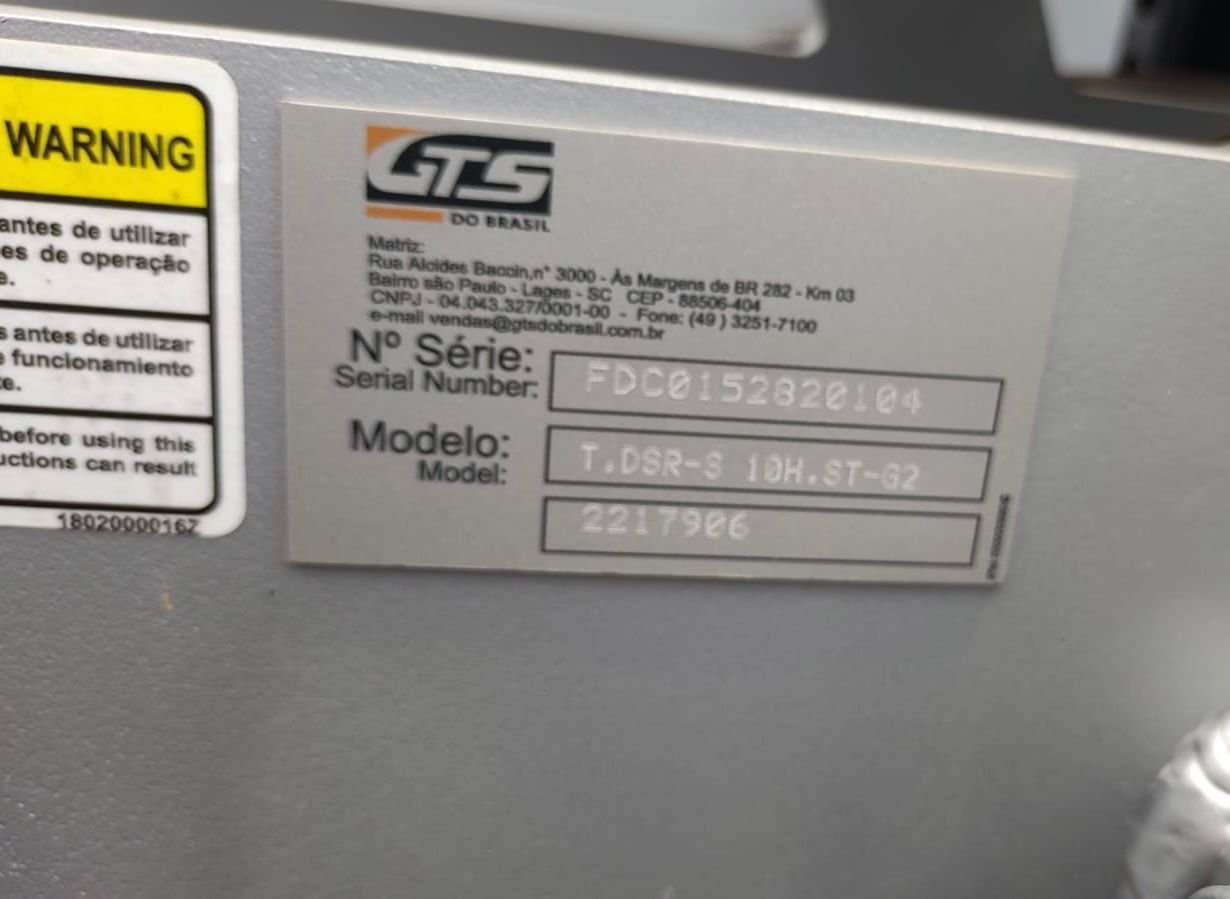 WARNING
antes de utilizar
es de operação
e.
s antes de utilizar
e funcionamiento
te.
before using this
uctions can result
18020000167
GTS
DO BRASIL
Matriz:
Rua Alcides Baccin,n° 3000 - Às Margens de BR 282 - Km 03
Bairro são Paulo - Lages - SC CEP - 88506-404
CNPJ - 04.043.327/0001-00 - Fone: (49 ) 3251-7100
e-mail vendas@gtsdobrasil.com.br
Nº Série:
Serial Number:
FDC0152820104
Modelo:
Model:
T.DSR-S 10H.ST-G2
2217906